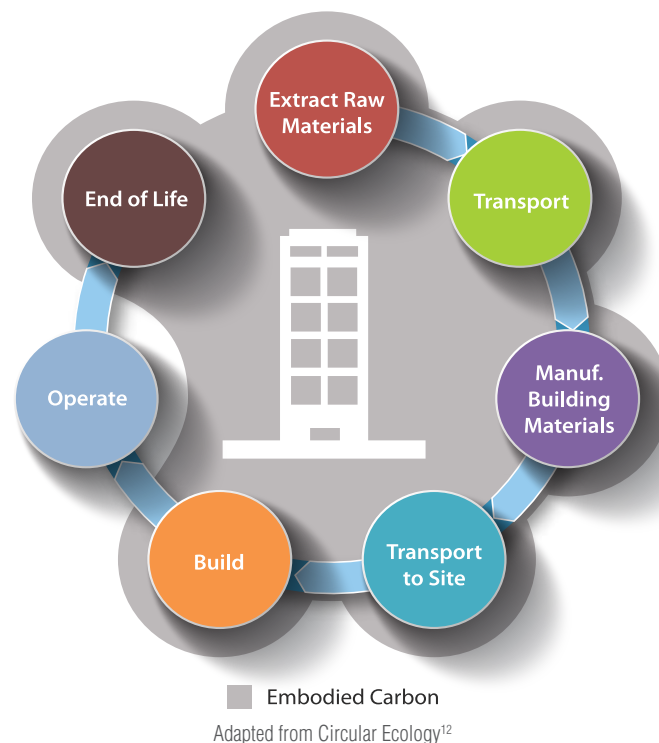 Extract Raw
Materials
Transport
Manuf.
Building
Materials
Transport
to Site
Build
Operate
End of Life
Embodied Carbon
Adapted from Circular Ecology¹²